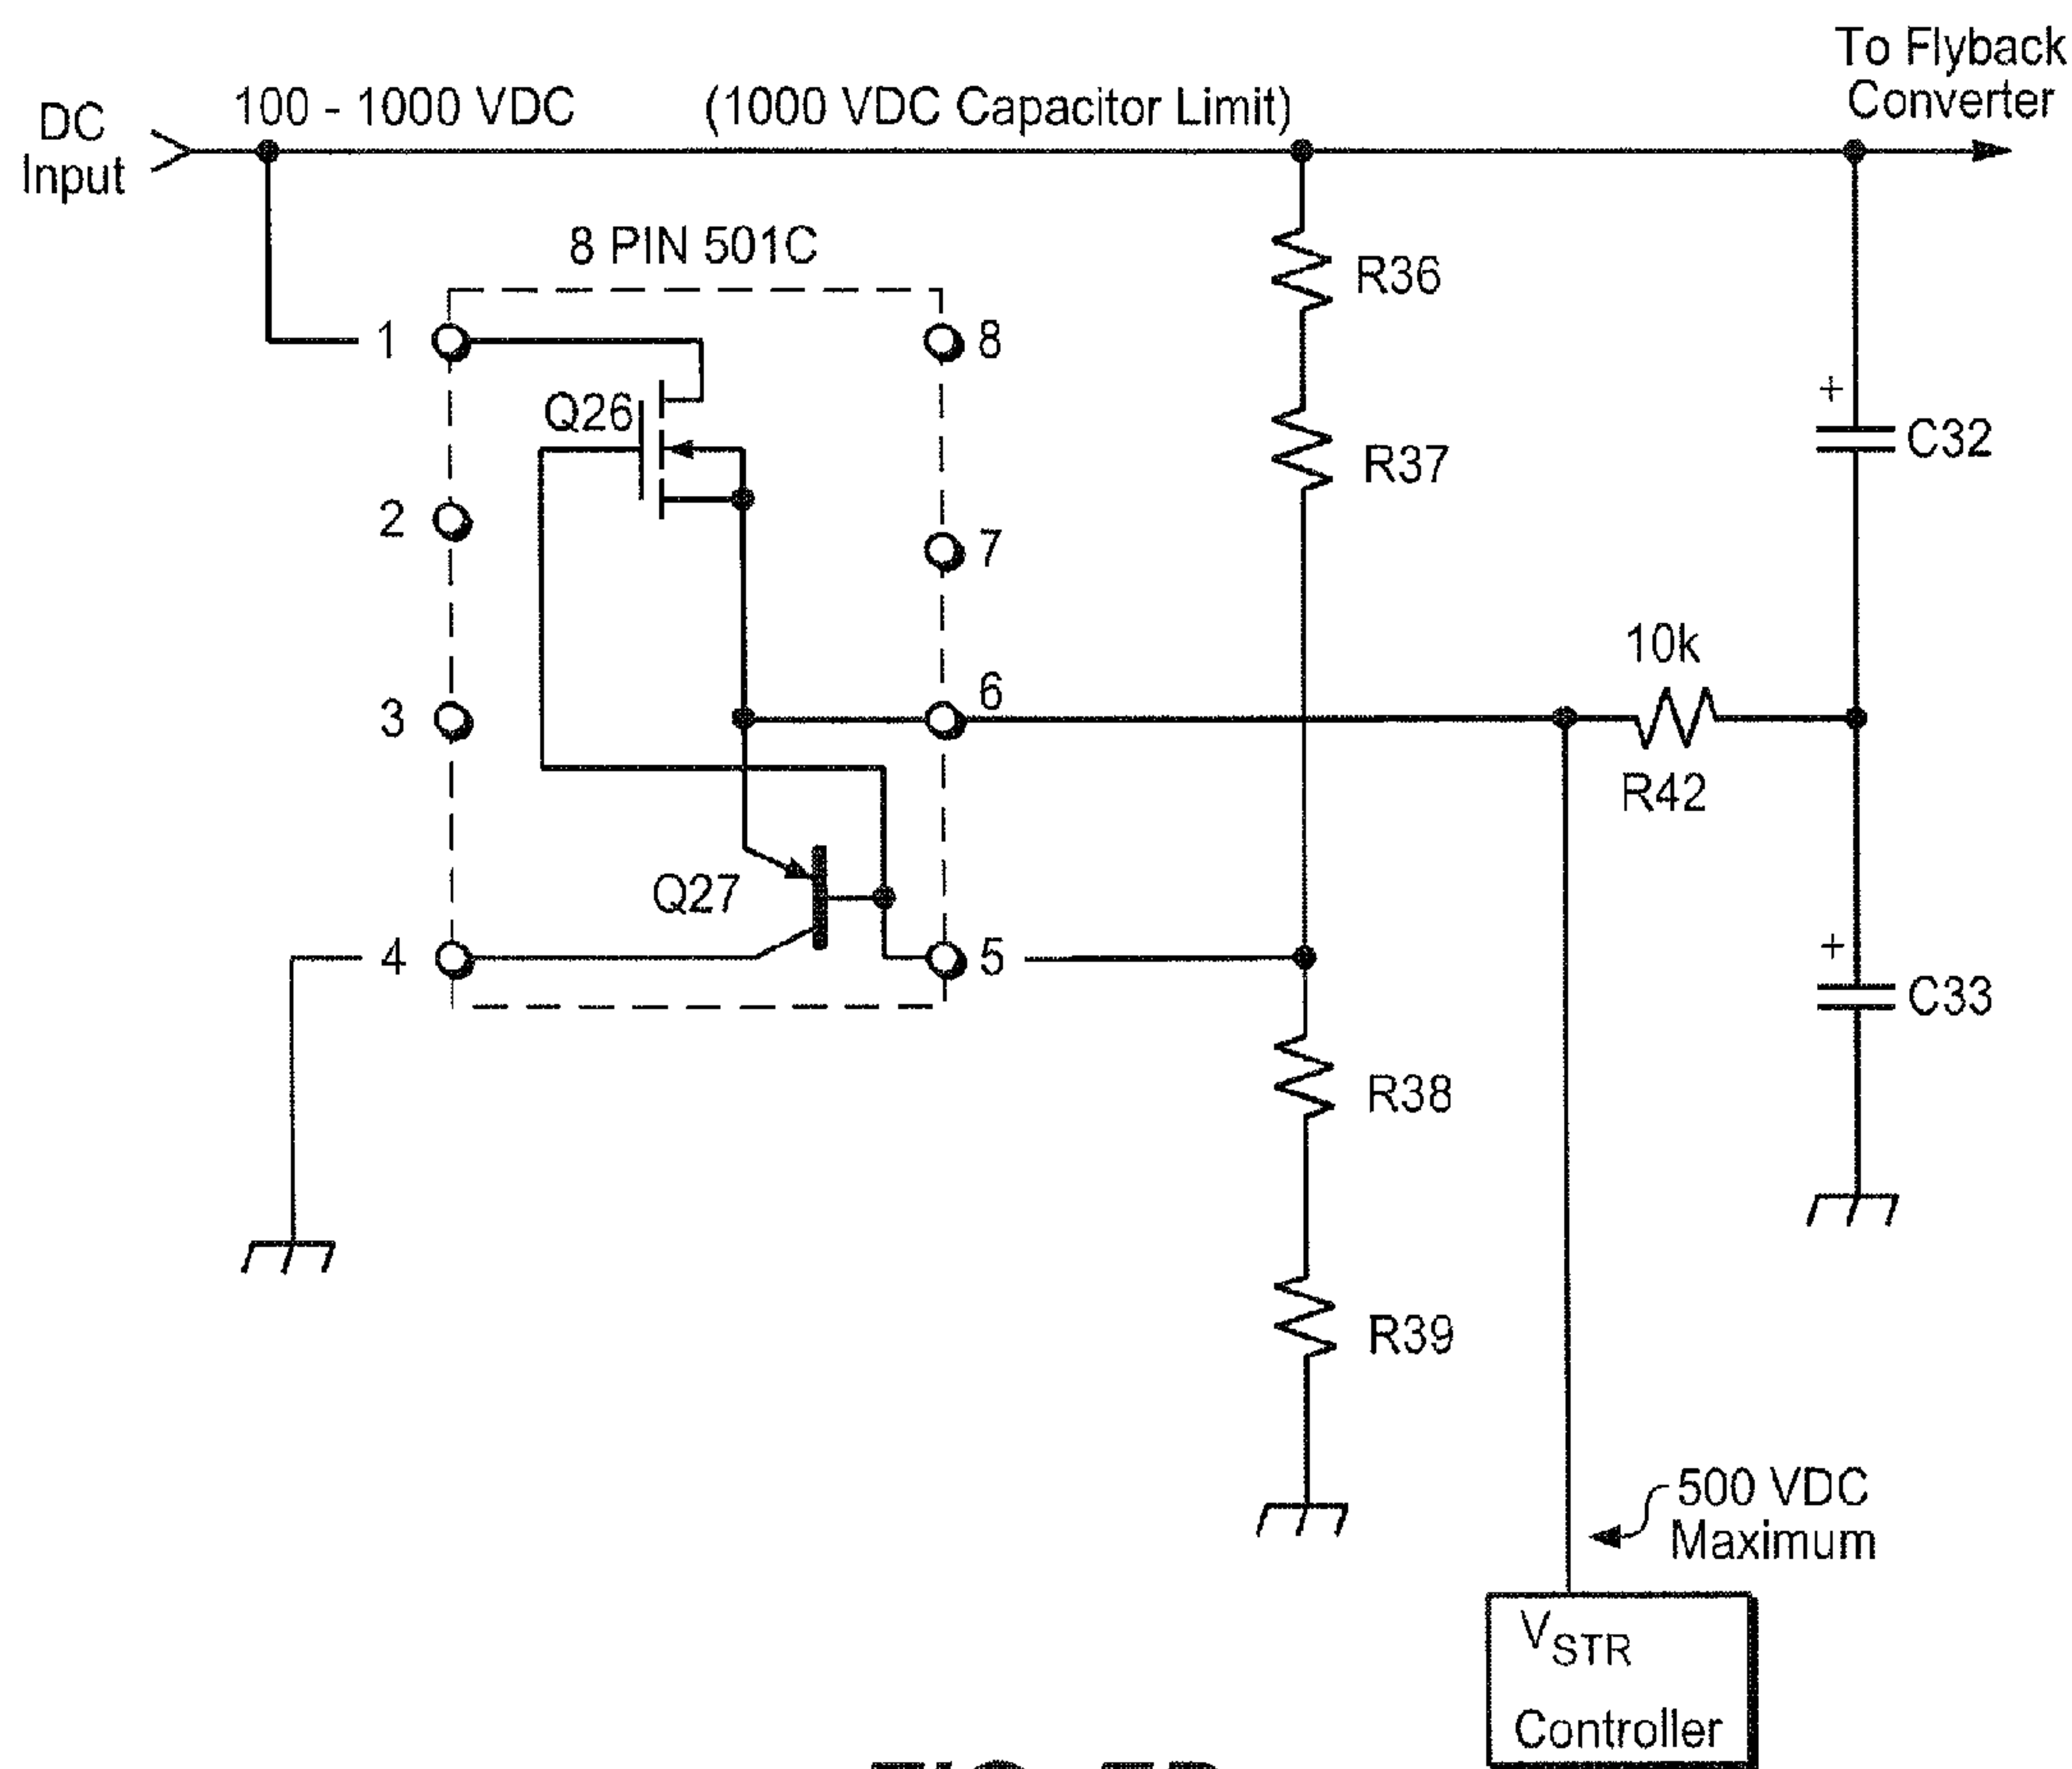 To Flyback
Converter
DC
Input
100 - 1000 VDC (1000 VDC Capacitor Limit)
8 PIN 501C
1
8
R36
Q26
+
C32
R37
2
7
10k
3
6
R42
Q27
4
5
+
C33
R38
R39
500 VDC
Maximum
VSTR
Controller